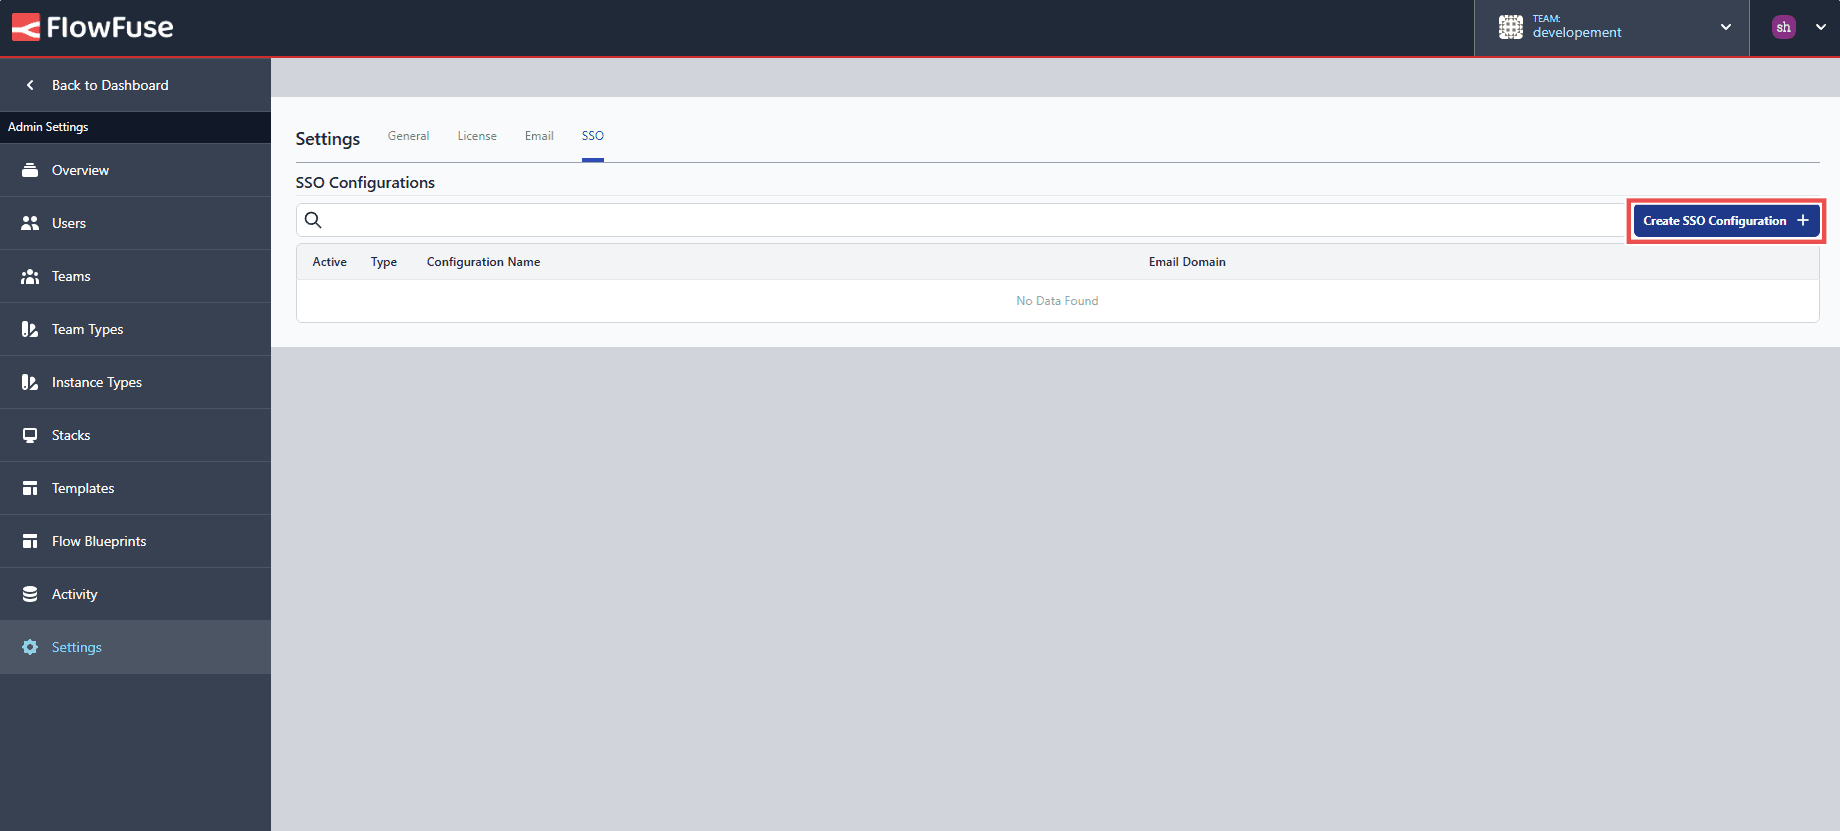 FlowFuse
TEAM:
developement
sh
Back to Dashboard
Admin Settings
Overview
Users
Teams
Team Types
Instance Types
Stacks
Templates
Flow Blueprints
Activity
Settings
Settings General License Email SSO
SSO Configurations
Create SSO Configuration
Active Type Configuration Name Email Domain
No Data Found